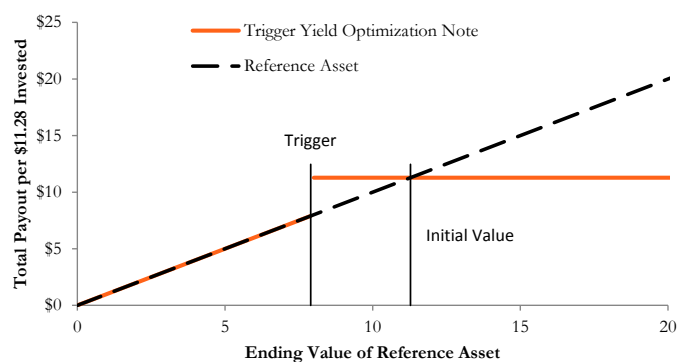 $25
Trigger Yield Optimization Note
Reference Asset
$20
$15
$10
$5
$0
Total Payout per $11.28 Invested
Trigger
Initial Value
0 5 10 15 20
Ending Value of Reference Asset